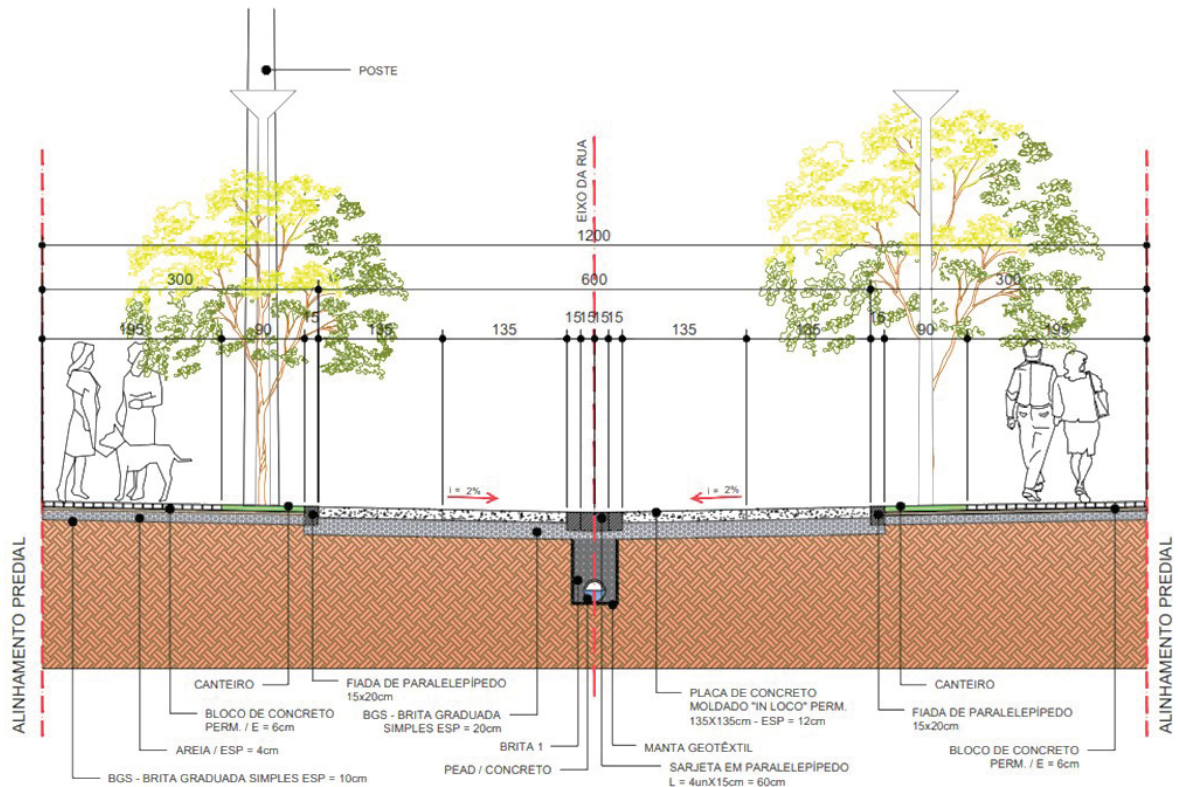 POSTE
EIXO DA RUA
1200
300
600
300
195
90
15
135
135
15
15
15
15
135
135
15
90
195
i = 2%
i = 2%
ALINHAMENTO PREDIAL
ALINHAMENTO PREDIAL
CANTEIRO
BLOCO DE CONCRETO
PERM. / E = 6cm
AREIA / ESP = 4cm
BGS - BRITA GRADUADA SIMPLES ESP = 10cm
FIADA DE PARALELEPÍPEDO
15x20cm
BGS - BRITA GRADUADA
SIMPLES ESP = 20cm
BRITA 1
PEAD / CONCRETO
PLACA DE CONCRETO
MOLDADO "IN LOCO" PERM.
135X135cm - ESP = 12cm
MANTA GEOTÊXTIL
SARJETA EM PARALELEPÍPEDO
L = 4unX15cm = 60cm
CANTEIRO
FIADA DE PARALELEPÍPEDO
15x20cm
BLOCO DE CONCRETO
PERM. / E = 6cm